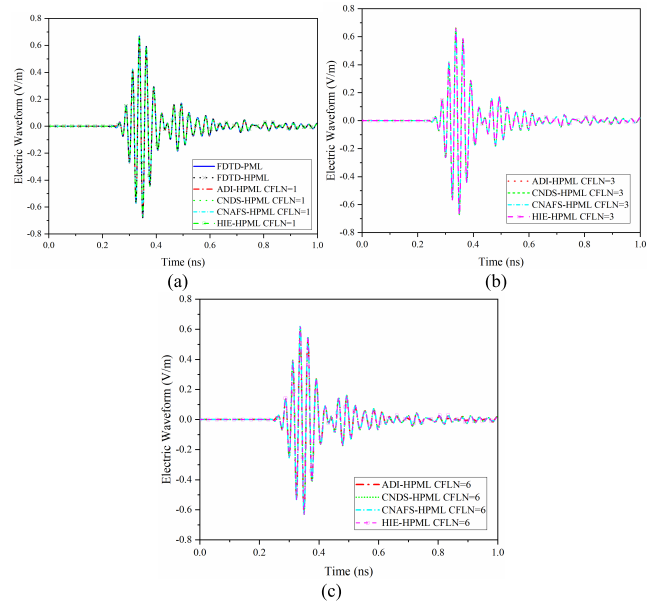 Electric Waveform (V/m)
0.8
0.6
0.4
0.2
0.0
-0.2
-0.4
-0.6
-0.8
FDTD-PML
FDTD-HPML
ADI-HPML CFLN=1
CNDS-HPML CFLN=1
CNAFS-HPML CFLN=1
HIE-HPML CFLN=1
0.0 0.2 0.4 0.6 0.8 1.0
Time (ns)
(a)
Electric Waveform (V/m)
0.8
0.6
0.4
0.2
0.0
-0.2
-0.4
-0.6
-0.8
ADI-HPML CFLN=3
CNDS-HPML CFLN=3
CNAFS-HPML CFLN=3
HIE-HPML CFLN=3
0.0 0.2 0.4 0.6 0.8 1.0
Time (ns)
(b)
Electric Waveform (V/m)
0.8
0.6
0.4
0.2
0.0
-0.2
-0.4
-0.6
-0.8
ADI-HPML CFLN=6
CNDS-HPML CFLN=6
CNAFS-HPML CFLN=6
HIE-HPML CFLN=6
0.0 0.2 0.4 0.6 0.8 1.0
Time (ns)
(c)